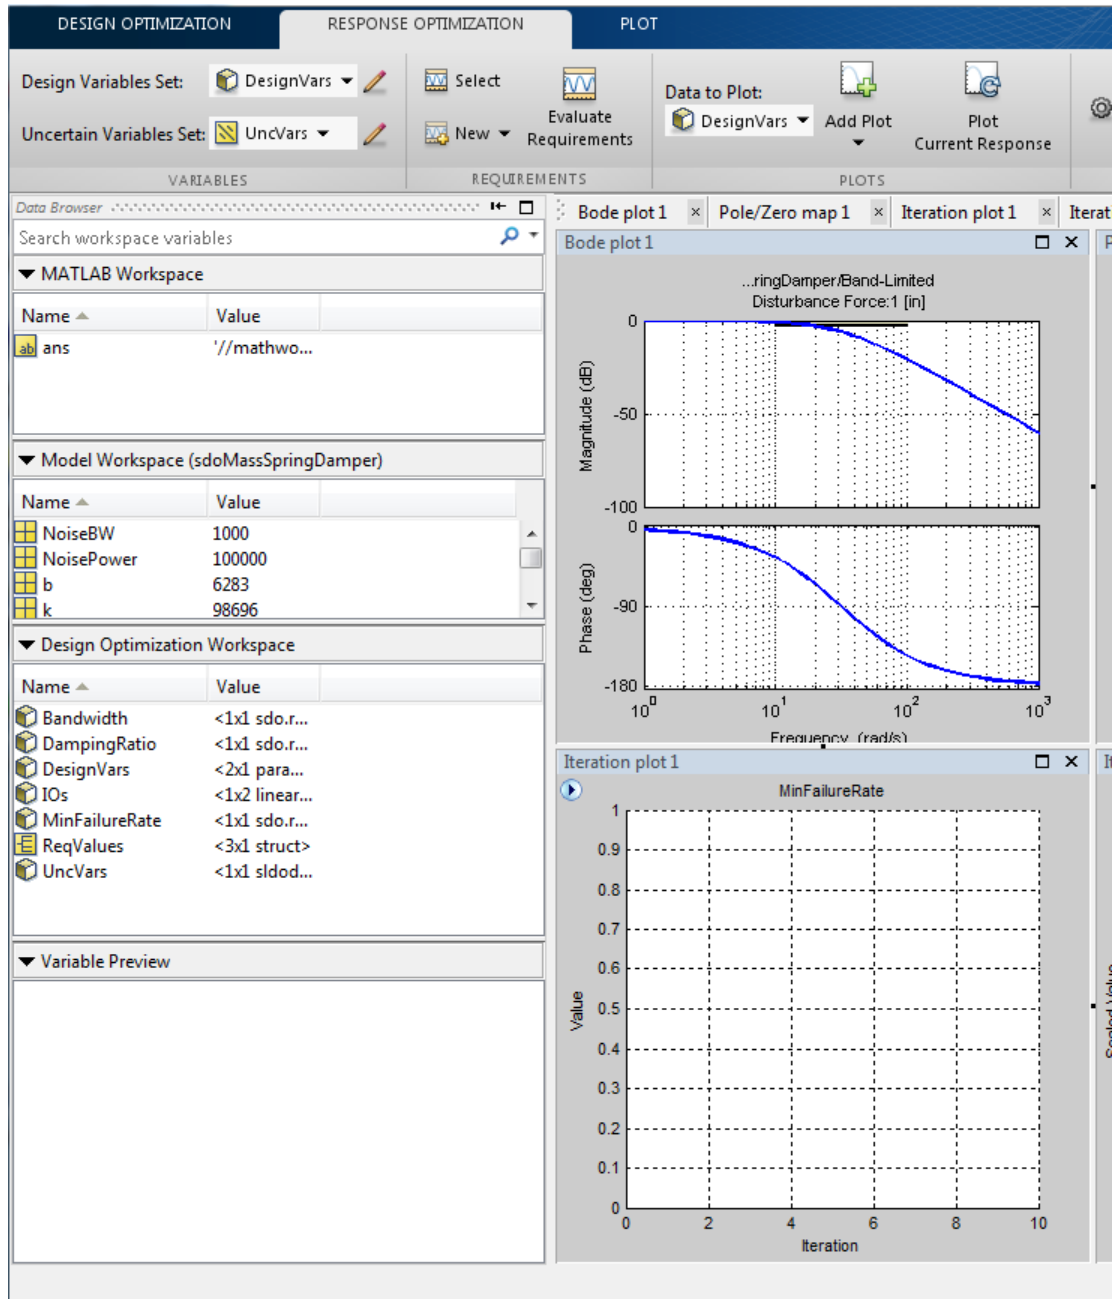 DESIGN OPTIMIZATION RESPONSE OPTIMIZATION PLOT
Design Variables Set: DesignVars
Uncertain Variables Set: UncVars
VARIABLES
Select
New
Evaluate
Requirements
REQUIREMENTS
Data to Plot:
DesignVars
Add Plot
Plot
Current Response
PLOTS
Data Browser
Search workspace variables
MATLAB Workspace
Name Value
ans '//mathwo...
Model Workspace (sdoMassSpringDamper)
Name Value
NoiseBW 1000
NoisePower 100000
b 6283
k 98696
Design Optimization Workspace
Name Value
Bandwidth <1x1 sdo.r...
DampingRatio <1x1 sdo.r...
DesignVars <2x1 para...
IOs <1x2 linear...
MinFailureRate <1x1 sdo.r...
ReqValues <3x1 struct>
UncVars <1x1 sldod...
Variable Preview
Bode plot 1 × Pole/Zero map 1 × Iteration plot 1 × Iterat
Bode plot 1
...ringDamper/Band-Limited
Disturbance Force:1 [in]
Magnitude (dB)
0
-50
-100
Phase (deg)
0
-90
-180
10^0 10^1 10^2 10^3
Frequency (rad/s)
Iteration plot 1
MinFailureRate
Value
1
0.9
0.8
0.7
0.6
0.5
0.4
0.3
0.2
0.1
0
0 2 4 6 8 10
Iteration
Scaled Value